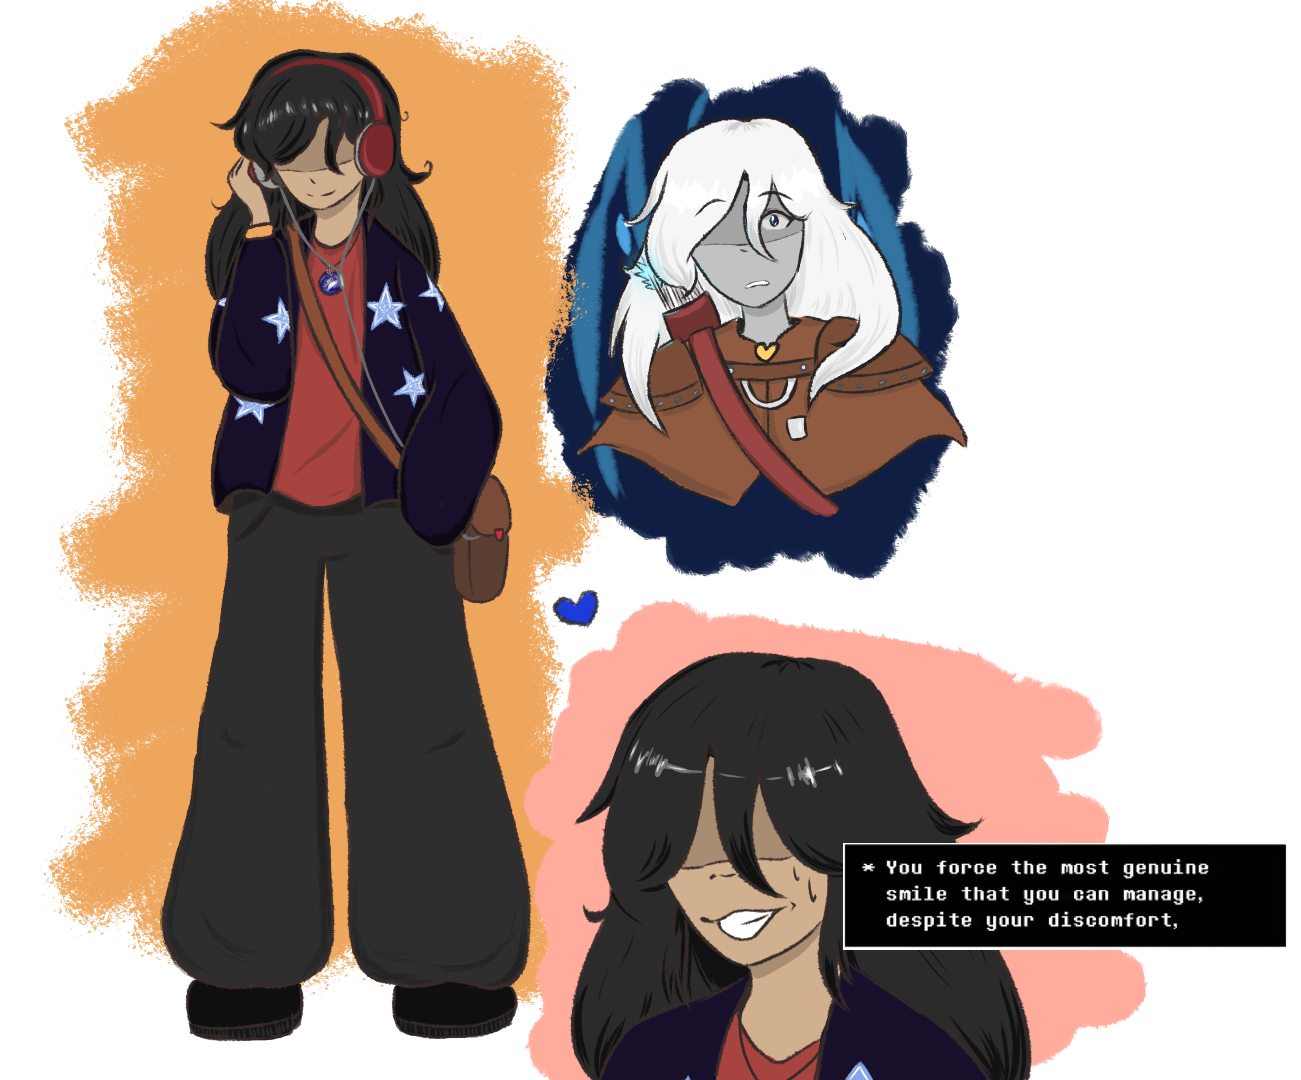 * You force the most genuine
smile that you can manage,
despite your discomfort,